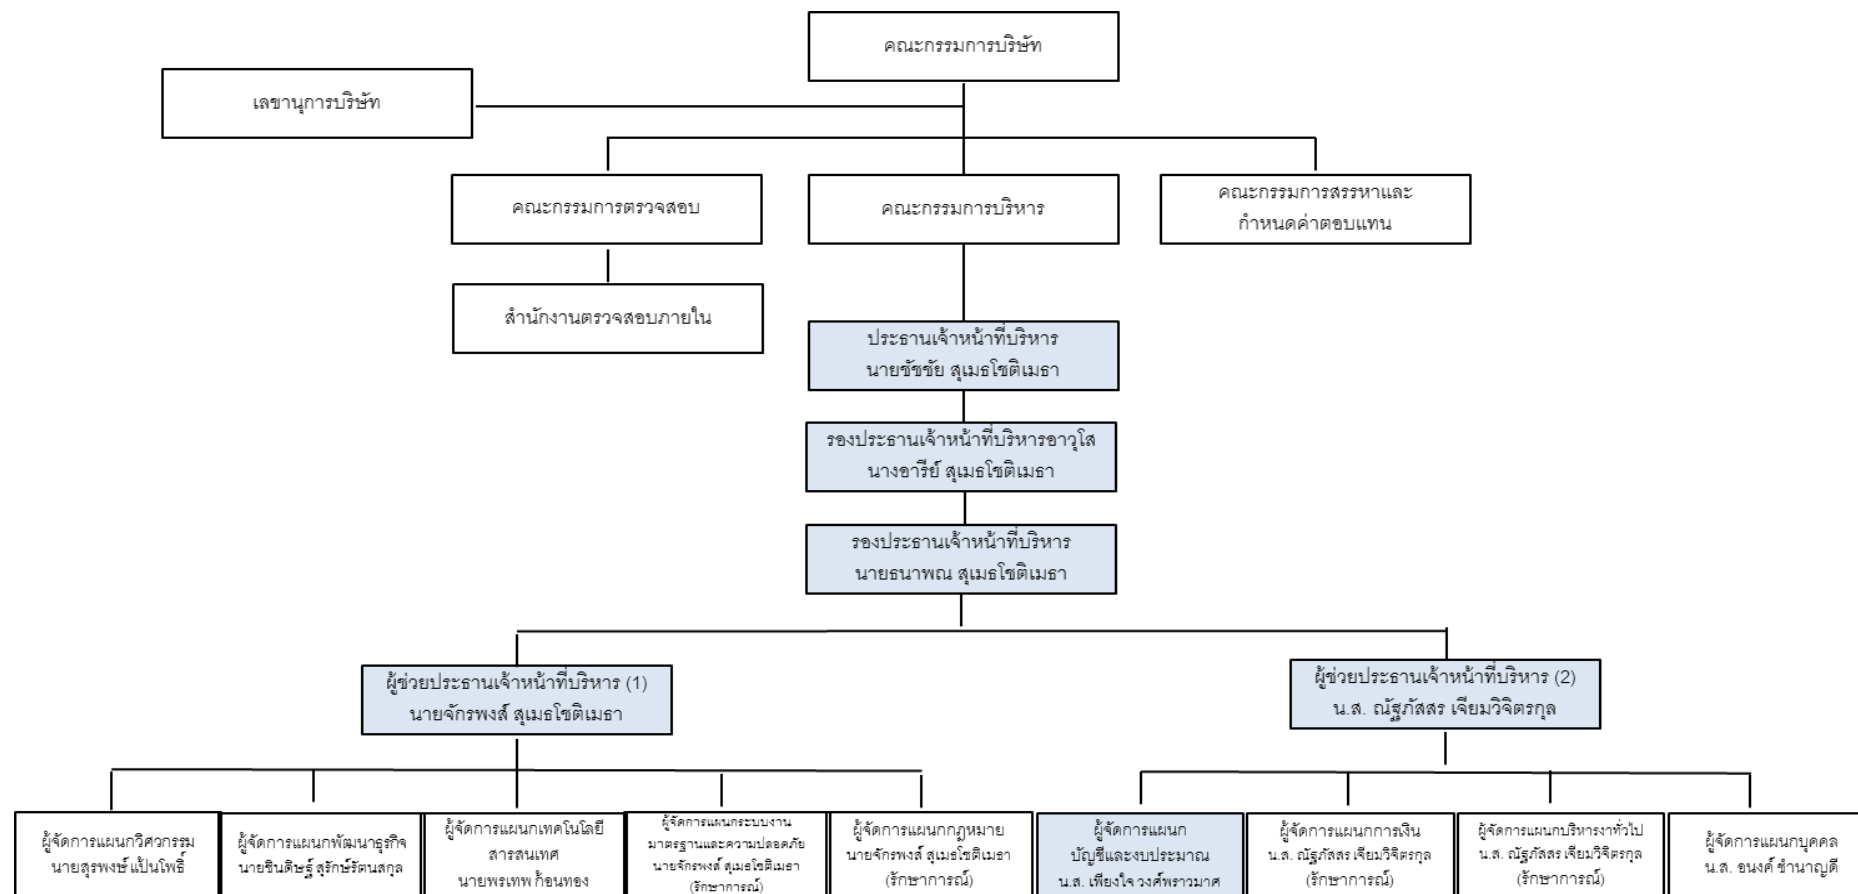 คณะกรรมการบริษัท
เลขานุการบริษัท
คณะกรรมการตรวจสอบ
คณะกรรมการบริหาร
คณะกรรมการสรรหาและ
กำหนดค่าตอบแทน
สำนักงานตรวจสอบภายใน
ประธานเจ้าหน้าที่บริหาร
นายชัชชัย สุเมธโชติเมธา
รองประธานเจ้าหน้าที่บริหารอาวุโส
นางอารีย์ สุเมธโชติเมธา
รองประธานเจ้าหน้าที่บริหาร
นายธนาพณ สุเมธโชติเมธา
ผู้ช่วยประธานเจ้าหน้าที่บริหาร (1)
นายจักรพงส์ สุเมธโชติเมธา
ผู้ช่วยประธานเจ้าหน้าที่บริหาร (2)
น.ส. ณัฐภัสสร เจียมวิจิตรกุล
ผู้จัดการแผนกวิศวกรรม
นายสุรพงษ์ แป้นโพธิ์
ผู้จัดการแผนกพัฒนาธุรกิจ
นายชินดิษฐ์ สุรักษ์รัตนสกุล
ผู้จัดการแผนกเทคโนโลยี
สารสนเทศ
นายพรเทพ ก้อนทอง
ผู้จัดการแผนกระบบงาน
มาตรฐานและความปลอดภัย
นายจักรพงส์ สุเมธโชติเมธา
(รักษาการณ์)
ผู้จัดการแผนกกฎหมาย
นายจักรพงส์ สุเมธโชติเมธา
(รักษาการณ์)
ผู้จัดการแผนก
บัญชีและงบประมาณ
น.ส. เพียงใจ วงศ์พราวมาศ
ผู้จัดการแผนกการเงิน
น.ส. ณัฐภัสสร เจียมวิจิตรกุล
(รักษาการณ์)
ผู้จัดการแผนกบริหารงาทั่วไป
น.ส. ณัฐภัสสร เจียมวิจิตรกุล
(รักษาการณ์)
ผู้จัดการแผนกบุคคล
น.ส. อนงค์ ชำนาญดี